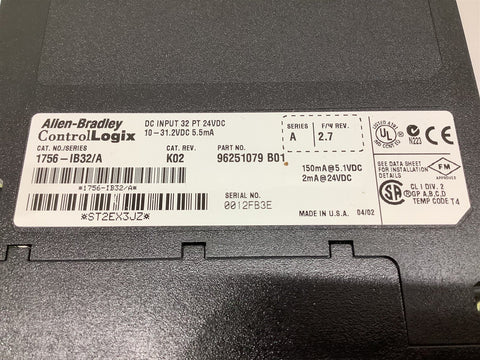 Allen-Bradley
ControlLogix
DC INPUT 32 PT 24VDC
10-31.2VDC 5.5mA
SERIES
A
F/W REV.
2.7
CAT. NO./SERIES
1756-IB32/A
CAT. REV.
K02
PART NO.
96251079 B01
150mA@5.1VDC
2mA@24VDC
*1756-IB32/A*
*ST2EX3JZ*
SERIAL NO.
0012FB3E
MADE IN U.S.A.
04/02
N223
CE
SEE DATA SHEET
FOR INSTALLATION
DETAILS
FM
APPROVED
CL I DIV. 2
GP A,B,C,D
TEMP CODE T4